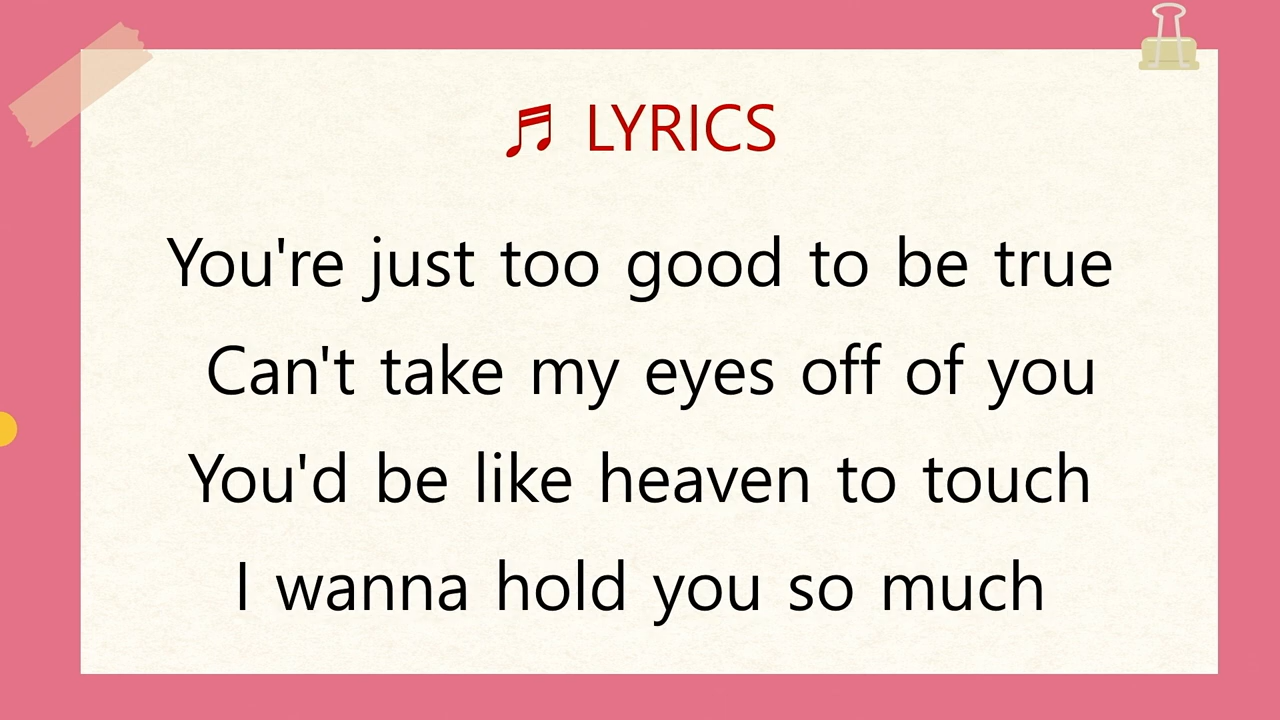 ♬ LYRICS
You're just too good to be true
Can't take my eyes off of you
You'd be like heaven to touch
I wanna hold you so much